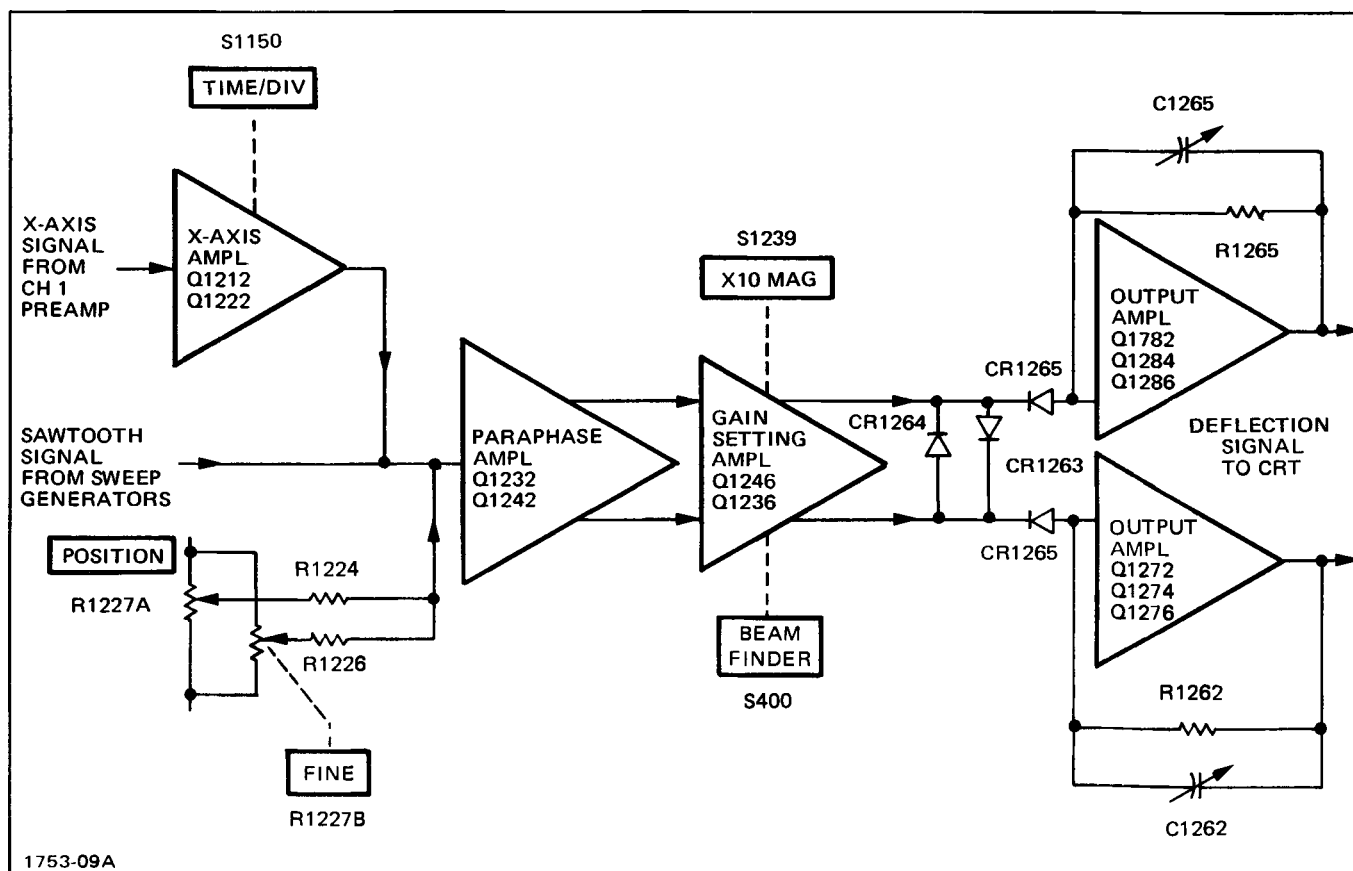 S1150
TIME/DIV
X-AXIS
SIGNAL
FROM
CH 1
PREAMP
X-AXIS
AMPL
Q1212
Q1222
SAWTOOTH
SIGNAL
FROM SWEEP
GENERATORS
POSITION
R1227A
R1224
R1226
FINE
R1227B
PARAPHASE
AMPL
Q1232
Q1242
S1239
X10 MAG
GAIN
SETTING
AMPL
Q1246
Q1236
BEAM
FINDER
S400
CR1264
CR1263
CR1265
CR1265
C1265
R1265
OUTPUT
AMPL
Q1782
Q1284
Q1286
DEFLECTION
SIGNAL
TO CRT
OUTPUT
AMPL
Q1272
Q1274
Q1276
R1262
C1262
1753-09A